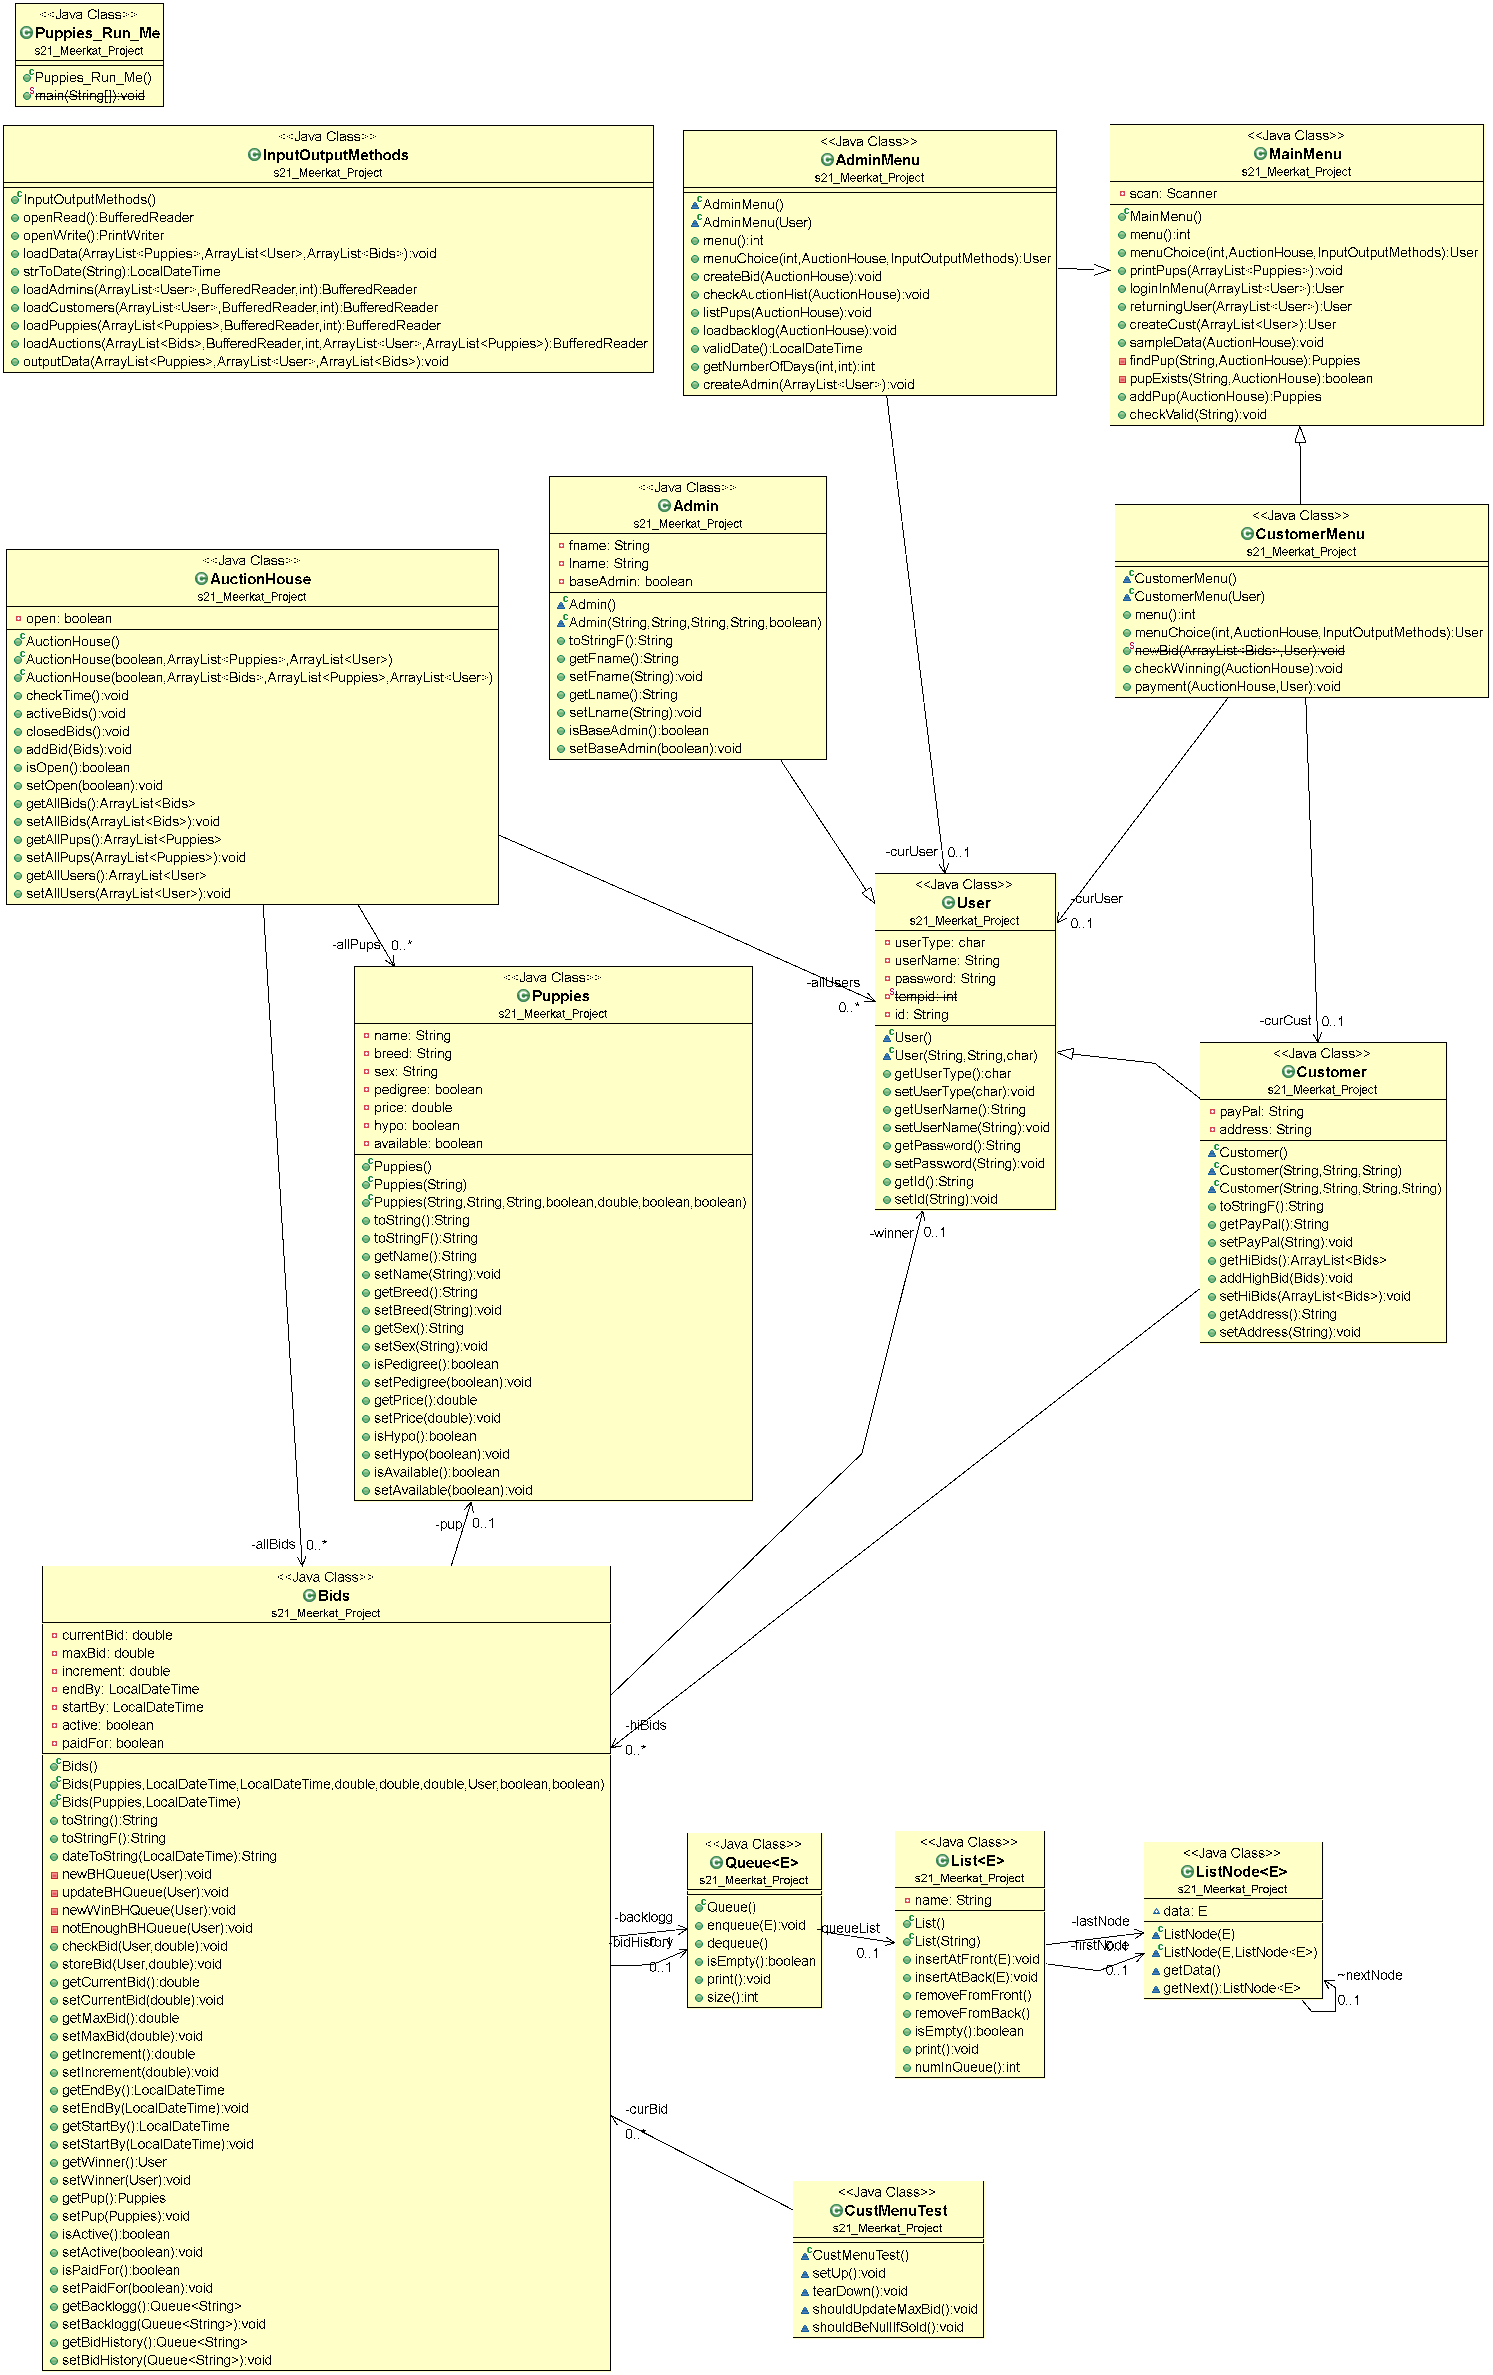 <<Java Class>>
Puppies_Run_Me
s21_Meerkat_Project
Puppies_Run_Me()
main(String[]):void
<<Java Class>>
InputOutputMethods
s21_Meerkat_Project
InputOutputMethods()
openRead():BufferedReader
openWrite():PrintWriter
loadData(ArrayList<Puppies>,ArrayList<User>,ArrayList<Bids>):void
strToDate(String):LocalDateTime
loadAdmins(ArrayList<User>,BufferedReader,int):BufferedReader
loadCustomers(ArrayList<User>,BufferedReader,int):BufferedReader
loadPuppies(ArrayList<Puppies>,BufferedReader,int):BufferedReader
loadAuctions(ArrayList<Bids>,BufferedReader,int,ArrayList<User>,ArrayList<Puppies>):BufferedReader
outputData(ArrayList<Puppies>,ArrayList<User>,ArrayList<Bids>):void
<<Java Class>>
AdminMenu
s21_Meerkat_Project
AdminMenu()
AdminMenu(User)
menu():int
menuChoice(int,AuctionHouse,InputOutputMethods):User
createBid(AuctionHouse):void
checkAuctionHist(AuctionHouse):void
listPups(AuctionHouse):void
loadbacklog(AuctionHouse):void
validDate():LocalDateTime
getNumberOfDays(int,int):int
createAdmin(ArrayList<User>):void
<<Java Class>>
MainMenu
s21_Meerkat_Project
scan: Scanner
MainMenu()
menu():int
menuChoice(int,AuctionHouse,InputOutputMethods):User
printPups(ArrayList<Puppies>):void
loginInMenu(ArrayList<User>):User
returningUser(ArrayList<User>):User
createCust(ArrayList<User>):User
sampleData(AuctionHouse):void
findPup(String,AuctionHouse):Puppies
pupExists(String,AuctionHouse):boolean
addPup(AuctionHouse):Puppies
checkValid(String):void
<<Java Class>>
Admin
s21_Meerkat_Project
fname: String
lname: String
baseAdmin: boolean
Admin()
Admin(String,String,String,String,boolean)
toStringF():String
getFname():String
setFname(String):void
getLname():String
setLname(String):void
isBaseAdmin():boolean
setBaseAdmin(boolean):void
<<Java Class>>
CustomerMenu
s21_Meerkat_Project
CustomerMenu()
CustomerMenu(User)
menu():int
menuChoice(int,AuctionHouse,InputOutputMethods):User
newBid(ArrayList<Bids>,User):void
checkWinning(AuctionHouse):void
payment(AuctionHouse,User):void
<<Java Class>>
AuctionHouse
s21_Meerkat_Project
open: boolean
AuctionHouse()
AuctionHouse(boolean,ArrayList<Puppies>,ArrayList<User>)
AuctionHouse(boolean,ArrayList<Bids>,ArrayList<Puppies>,ArrayList<User>)
checkTime():void
activeBids():void
closedBids():void
addBid(Bids):void
isOpen():boolean
setOpen(boolean):void
getAllBids():ArrayList<Bids>
setAllBids(ArrayList<Bids>):void
getAllPups():ArrayList<Puppies>
setAllPups(ArrayList<Puppies>):void
getAllUsers():ArrayList<User>
setAllUsers(ArrayList<User>):void
-curUser 0..1
-curUser
0..1
-allPups 0..*
-allUsers
0..*
-curCust 0..1
<<Java Class>>
User
s21_Meerkat_Project
userType: char
userName: String
password: String
tempid: int
id: String
User()
User(String,String,char)
getUserType():char
setUserType(char):void
getUserName():String
setUserName(String):void
getPassword():String
setPassword(String):void
getId():String
setId(String):void
<<Java Class>>
Puppies
s21_Meerkat_Project
name: String
breed: String
sex: String
pedigree: boolean
price: double
hypo: boolean
available: boolean
Puppies()
Puppies(String)
Puppies(String,String,String,boolean,double,boolean,boolean)
toString():String
toStringF():String
getName():String
setName(String):void
getBreed():String
setBreed(String):void
getSex():String
setSex(String):void
isPedigree():boolean
setPedigree(boolean):void
getPrice():double
setPrice(double):void
isHypo():boolean
setHypo(boolean):void
isAvailable():boolean
setAvailable(boolean):void
<<Java Class>>
Customer
s21_Meerkat_Project
payPal: String
address: String
Customer()
Customer(String,String,String)
Customer(String,String,String,String)
toStringF():String
getPayPal():String
setPayPal(String):void
getHiBids():ArrayList<Bids>
addHighBid(Bids):void
setHiBids(ArrayList<Bids>):void
getAddress():String
setAddress(String):void
-winner 0..1
-pup 0..1
-allBids 0..*
<<Java Class>>
Bids
s21_Meerkat_Project
currentBid: double
maxBid: double
increment: double
endBy: LocalDateTime
startBy: LocalDateTime
active: boolean
paidFor: boolean
Bids()
Bids(Puppies,LocalDateTime,LocalDateTime,double,double,double,User,boolean,boolean)
Bids(Puppies,LocalDateTime)
toString():String
toStringF():String
dateToString(LocalDateTime):String
newBHQueue(User):void
updateBHQueue(User):void
newWinBHQueue(User):void
notEnoughBHQueue(User):void
checkBid(User,double):void
storeBid(User,double):void
getCurrentBid():double
setCurrentBid(double):void
getMaxBid():double
setMaxBid(double):void
getIncrement():double
setIncrement(double):void
getEndBy():LocalDateTime
setEndBy(LocalDateTime):void
getStartBy():LocalDateTime
setStartBy(LocalDateTime):void
getWinner():User
setWinner(User):void
getPup():Puppies
setPup(Puppies):void
isActive():boolean
setActive(boolean):void
isPaidFor():boolean
setPaidFor(boolean):void
getBacklogg():Queue<String>
setBacklogg(Queue<String>):void
getBidHistory():Queue<String>
setBidHistory(Queue<String>):void
-hiBids
0..*
-backlogg
0..1
-bidHistory
0..1
<<Java Class>>
Queue<E>
s21_Meerkat_Project
Queue()
enqueue(E):void
dequeue()
isEmpty():boolean
print():void
size():int
-queueList
0..1
<<Java Class>>
List<E>
s21_Meerkat_Project
name: String
List()
List(String)
insertAtFront(E):void
insertAtBack(E):void
removeFromFront()
removeFromBack()
isEmpty():boolean
print():void
numInQueue():int
-lastNode
0..1
-firstNode
0..1
<<Java Class>>
ListNode<E>
s21_Meerkat_Project
data: E
ListNode(E)
ListNode(E,ListNode<E>)
getData()
getNext():ListNode<E>
~nextNode
0..1
-curBid
0..*
<<Java Class>>
CustMenuTest
s21_Meerkat_Project
CustMenuTest()
setUp():void
tearDown():void
shouldUpdateMaxBid():void
shouldBeNullIfSold():void